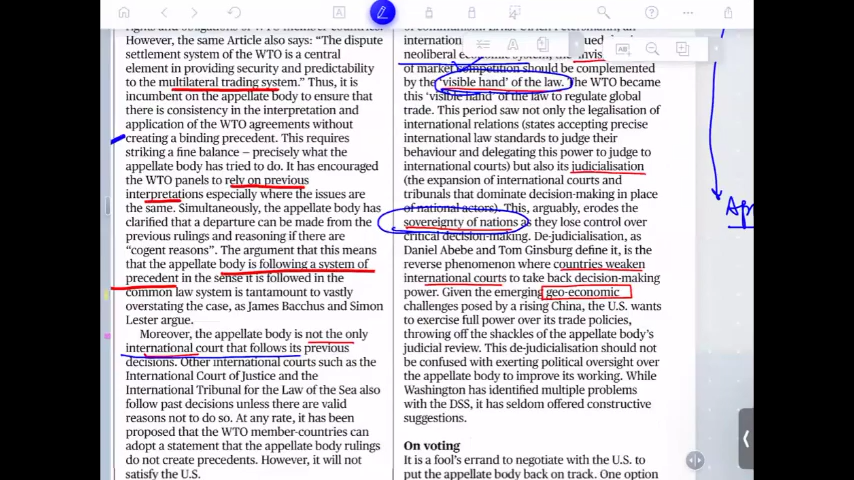 rights and obligations of WTO member countries.
However, the same Article also says: “The dispute
settlement system of the WTO is a central
element in providing security and predictability
to the multilateral trading system.” Thus, it is
incumbent on the appellate body to ensure that
there is consistency in the interpretation and
application of the WTO agreements without
creating a binding precedent. This requires
striking a fine balance – precisely what the
appellate body has tried to do. It has encouraged
the WTO panels to rely on previous
interpretations especially where the issues are
the same. Simultaneously, the appellate body has
clarified that a departure can be made from the
previous rulings and reasoning if there are
“cogent reasons”. The argument that this means
that the appellate body is following a system of
precedent in the sense it is followed in the
common law system is tantamount to vastly
overstating the case, as James Bacchus and Simon
Lester argue.
Moreover, the appellate body is not the only
international court that follows its previous
decisions. Other international courts such as the
International Court of Justice and the
International Tribunal for the Law of the Sea also
follow past decisions unless there are valid
reasons not to do so. At any rate, it has been
proposed that the WTO member-countries can
adopt a statement that the appellate body rulings
do not create precedents. However, it will not
satisfy the U.S.
international
neoliberal economic system, the
of market competition should be complemented
by the ‘visible hand’ of the law. The WTO became
this ‘visible hand’ of the law to regulate global
trade. This period saw not only the legalisation of
international relations (states accepting precise
international law standards to judge their
behaviour and delegating this power to judge to
international courts) but also its judicialisation
(the expansion of international courts and
tribunals that dominate decision-making in place
of national actors). This, arguably, erodes the
sovereignty of nations as they lose control over
critical decision-making. De-judicialisation, as
Daniel Abebe and Tom Ginsburg define it, is the
reverse phenomenon where countries weaken
international courts to take back decision-making
power. Given the emerging geo-economic
challenges posed by a rising China, the U.S. wants
to exercise full power over its trade policies,
throwing off the shackles of the appellate body’s
judicial review. This de-judicialisation should not
be confused with exerting political oversight over
the appellate body to improve its working. While
Washington has identified multiple problems
with the DSS, it has seldom offered constructive
suggestions.
On voting
It is a fool’s errand to negotiate with the U.S. to
put the appellate body back on track. One option